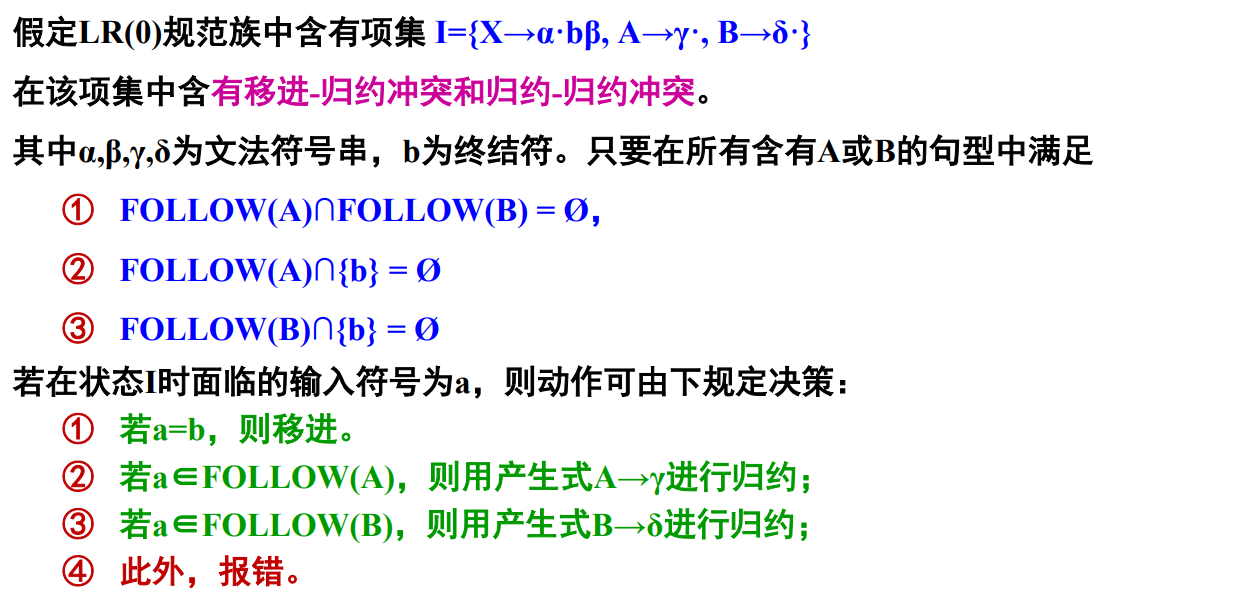 假定LR(0)规范族中含有项集 I={X→α·bβ, A→γ·, B→δ·}
在该项集中含有移进-归约冲突和归约-归约冲突。
其中α,β,γ,δ为文法符号串，b为终结符。只要在所有含有A或B的句型中满足
① FOLLOW(A)∩FOLLOW(B) = Ø，
② FOLLOW(A)∩{b} = Ø
③ FOLLOW(B)∩{b} = Ø
若在状态I时面临的输入符号为a，则动作可由下规定决策：
① 若a=b，则移进。
② 若a∈FOLLOW(A)，则用产生式A→γ进行归约；
③ 若a∈FOLLOW(B)，则用产生式B→δ进行归约；
④ 此外，报错。